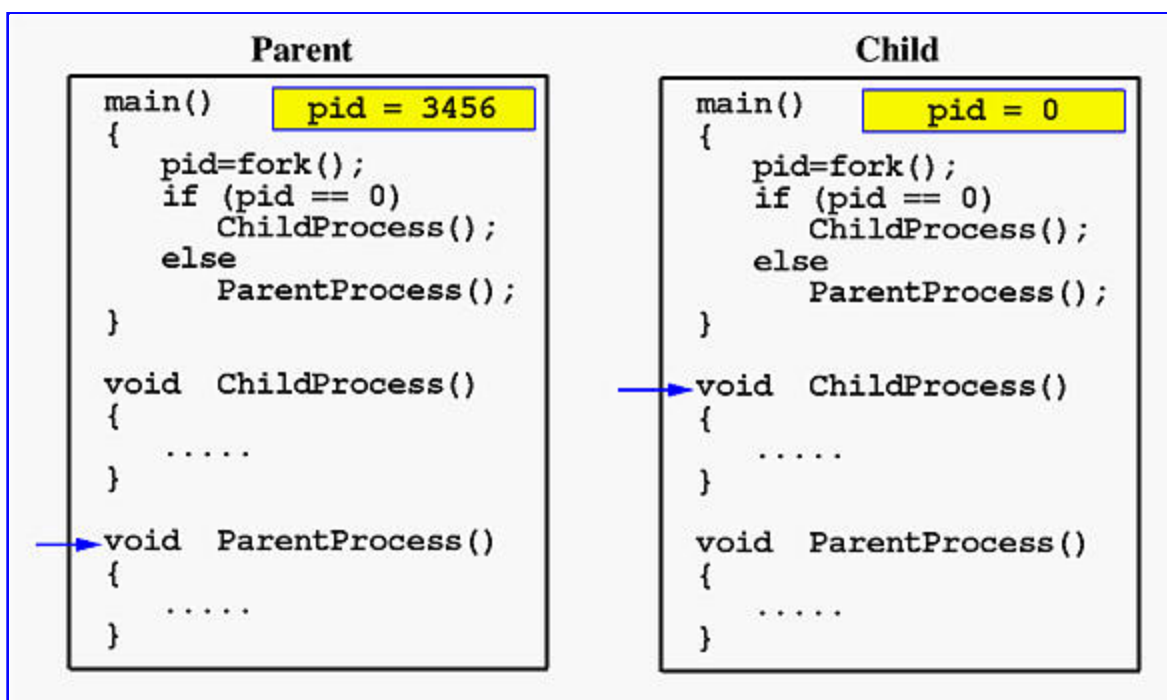 Parent
main()
pid = 3456
{
pid=fork();
if (pid == 0)
ChildProcess();
else
ParentProcess();
}
void ChildProcess()
{
.....
}
void ParentProcess()
{
.....
}
Child
main()
pid = 0
{
pid=fork();
if (pid == 0)
ChildProcess();
else
ParentProcess();
}
void ChildProcess()
{
.....
}
void ParentProcess()
{
.....
}